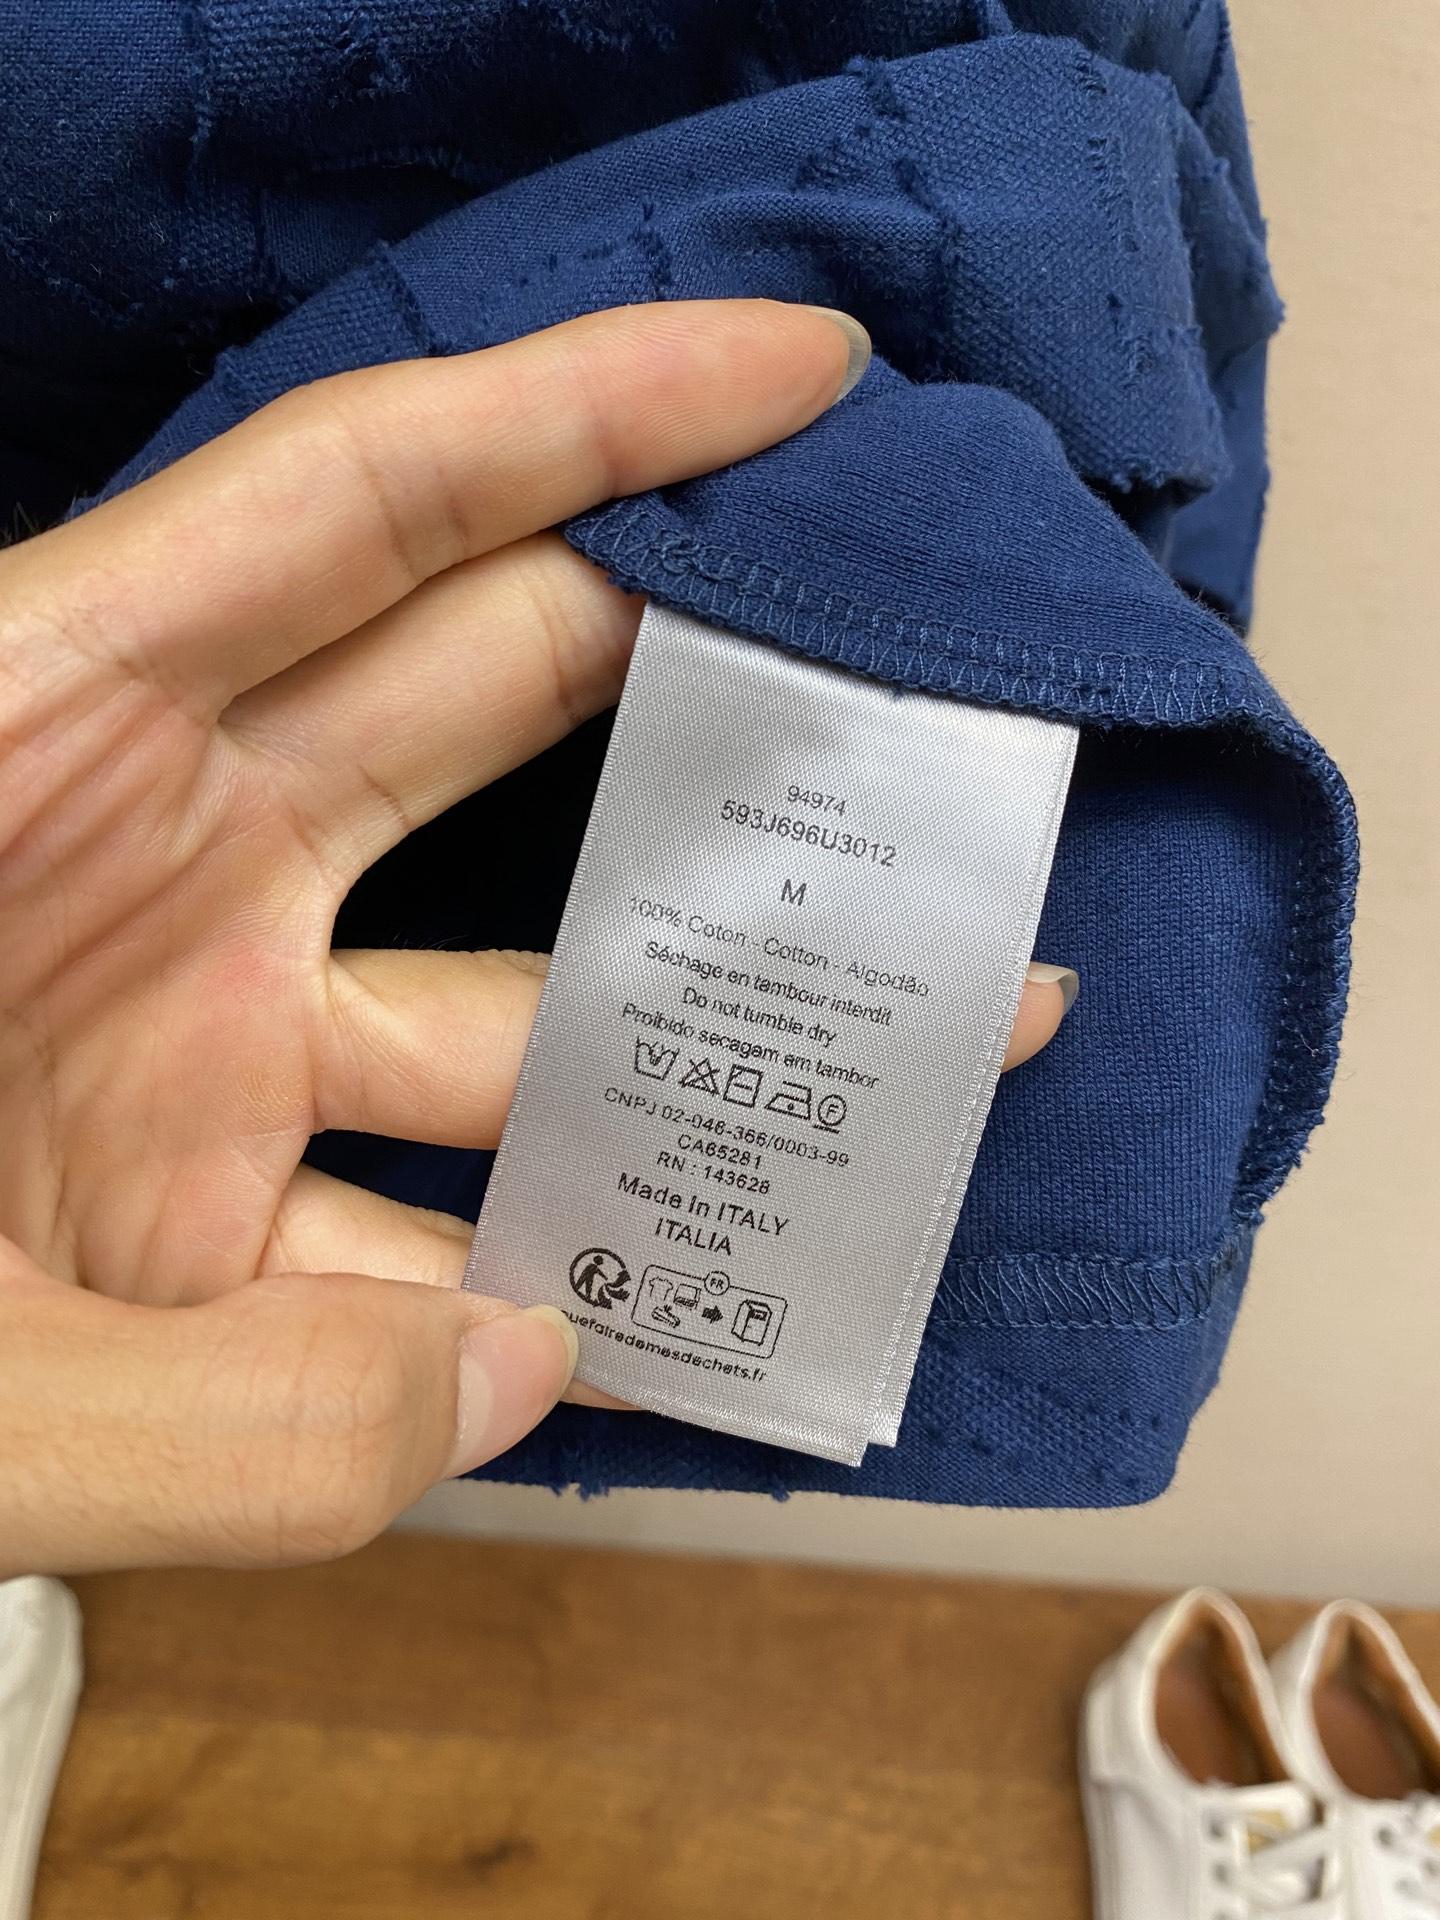 94974
593J696U3012
M
100% Coton - Cotton - Algodão
Séchage en tambour interdit
Do not tumble dry
Proibido secagem em tambor
F
CNPJ 02-046-366/0003-99
CA65281
RN : 143628
Made In ITALY
ITALIA
FR
uefairedemesdechets.fr